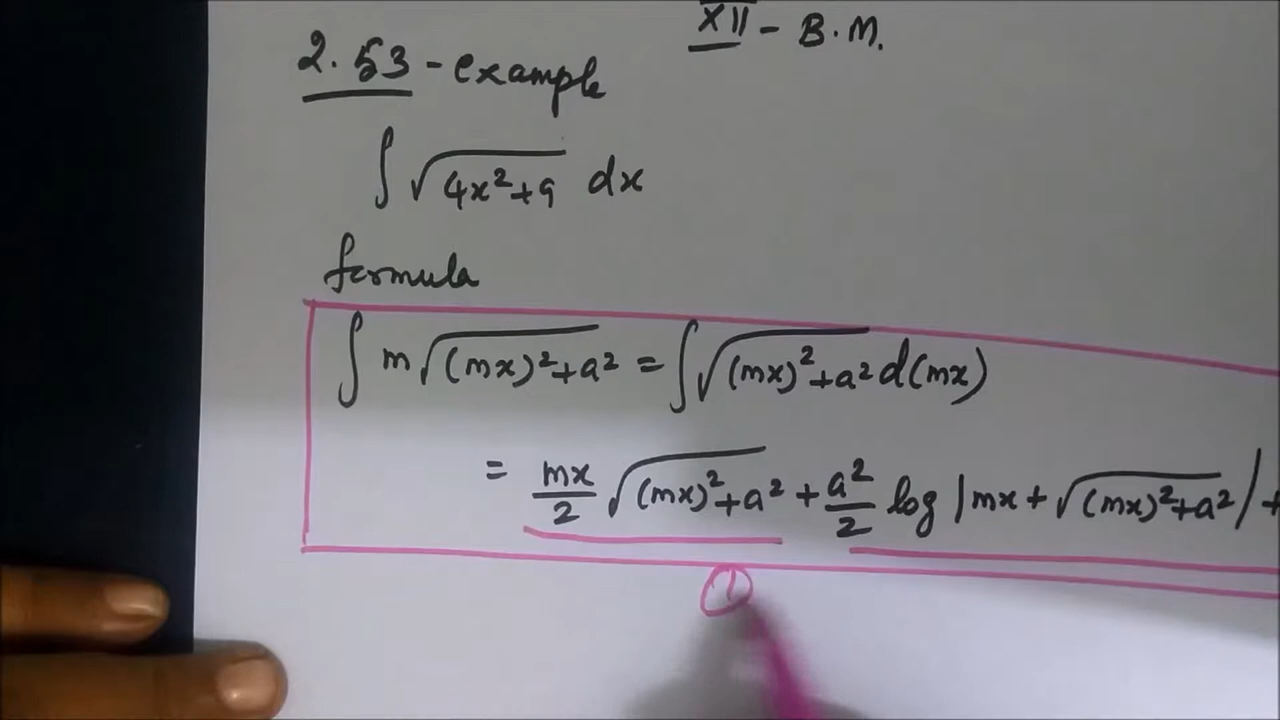 XII - B.M.
2.53 - example
∫ √(4x²+9) dx
formula
∫ m√((mx)²+a²) = ∫ √((mx)²+a²) d(mx)
= mx/2 √((mx)²+a²) + a²/2 log |mx + √((mx)²+a²)| +
①